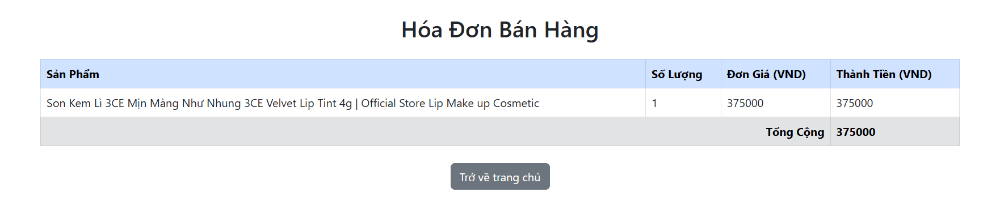 Hóa Đơn Bán Hàng
Sản Phẩm Số Lượng Đơn Giá (VND) Thành Tiền (VND)
Son Kem Lì 3CE Mịn Màng Như Nhung 3CE Velvet Lip Tint 4g | Official Store Lip Make up Cosmetic 1 375000 375000
Tổng Cộng 375000
Trở về trang chủ